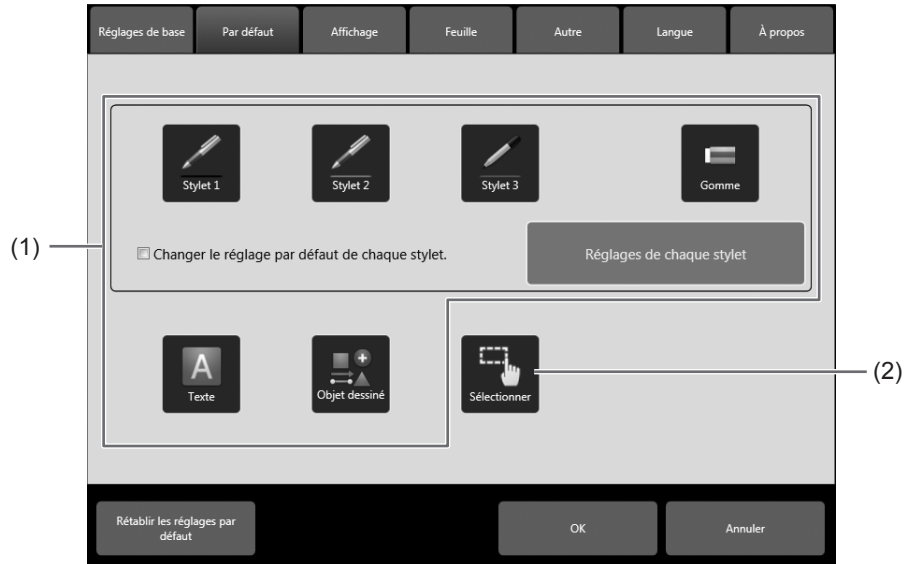 Réglages de base
Par défaut
Affichage
Feuille
Autre
Langue
À propos
Stylet 1
Stylet 2
Stylet 3
Gomme
(1)
Changer le réglage par défaut de chaque stylet.
Réglages de chaque stylet
A
Texte
Objet dessiné
Sélectionner
(2)
Rétablir les réglages par
défaut
OK
Annuler